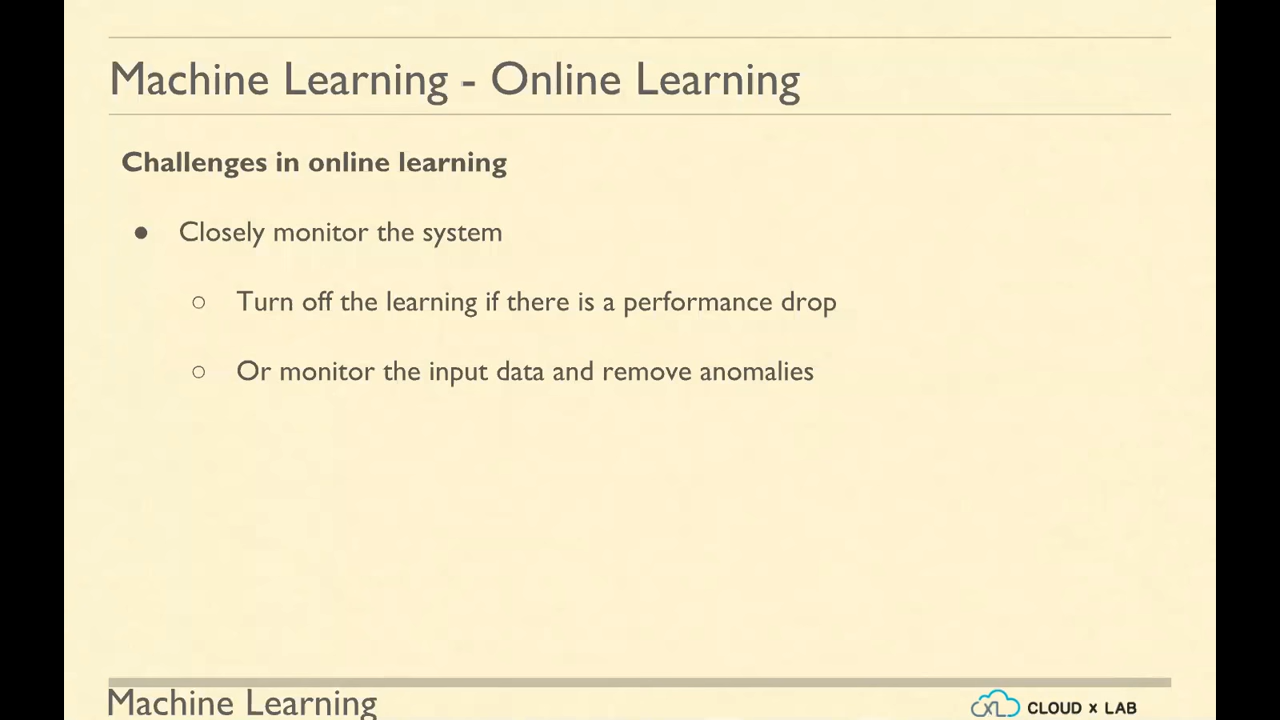 Machine Learning - Online Learning
Challenges in online learning
● Closely monitor the system
○ Turn off the learning if there is a performance drop
○ Or monitor the input data and remove anomalies
Machine Learning
CXL CLOUD x LAB